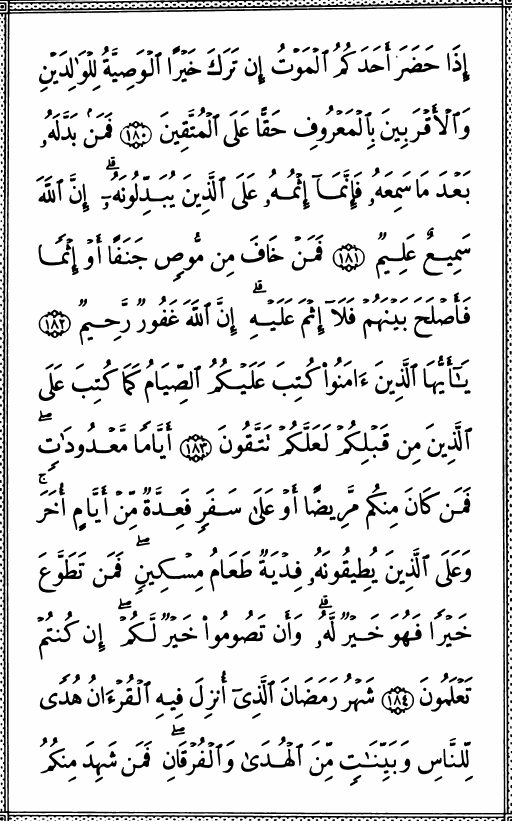 إِذَا حَضَرَ أَحَدَكُمُ ٱلْمَوْتُ إِن تَرَكَ خَيْرًا ٱلْوَصِيَّةُ لِلْوَٰلِدَيْنِ
وَٱلْأَقْرَبِينَ بِٱلْمَعْرُوفِ حَقًّا عَلَى ٱلْمُتَّقِينَ ١٨٠ فَمَنۢ بَدَّلَهُۥ
بَعْدَ مَا سَمِعَهُۥ فَإِنَّمَآ إِثْمُهُۥ عَلَى ٱلَّذِينَ يُبَدِّلُونَهُۥٓ ۚ إِنَّ ٱللَّهَ
سَمِيعٌ عَلِيمٌ ١٨١ فَمَنْ خَافَ مِن مُّوصٍ جَنَفًا أَوْ إِثْمًا
فَأَصْلَحَ بَيْنَهُمْ فَلَآ إِثْمَ عَلَيْهِ ۚ إِنَّ ٱللَّهَ غَفُورٌ رَّحِيمٌ ١٨٢
يَـٰٓأَيُّهَا ٱلَّذِينَ ءَامَنُوا۟ كُتِبَ عَلَيْكُمُ ٱلصِّيَامُ كَمَا كُتِبَ عَلَى
ٱلَّذِينَ مِن قَبْلِكُمْ لَعَلَّكُمْ تَتَّقُونَ ١٨٣ أَيَّامًا مَّعْدُودَٰتٍ ۖ
فَمَن كَانَ مِنكُم مَّرِيضًا أَوْ عَلَىٰ سَفَرٍ فَعِدَّةٌ مِّنْ أَيَّامٍ أُخَرَ ۚ
وَعَلَى ٱلَّذِينَ يُطِيقُونَهُۥ فِدْيَةٌ طَعَامُ مِسْكِينٍ ۖ فَمَن تَطَوَّعَ
خَيْرًا فَهُوَ خَيْرٌ لَّهُۥ ۚ وَأَن تَصُومُوا۟ خَيْرٌ لَّكُمْ ۖ إِن كُنتُمْ
تَعْلَمُونَ ١٨٤ شَهْرُ رَمَضَانَ ٱلَّذِىٓ أُنزِلَ فِيهِ ٱلْقُرْءَانُ هُدًى
لِّلنَّاسِ وَبَيِّنَـٰتٍ مِّنَ ٱلْهُدَىٰ وَٱلْفُرْقَانِ ۖ فَمَن شَهِدَ مِنكُمُ